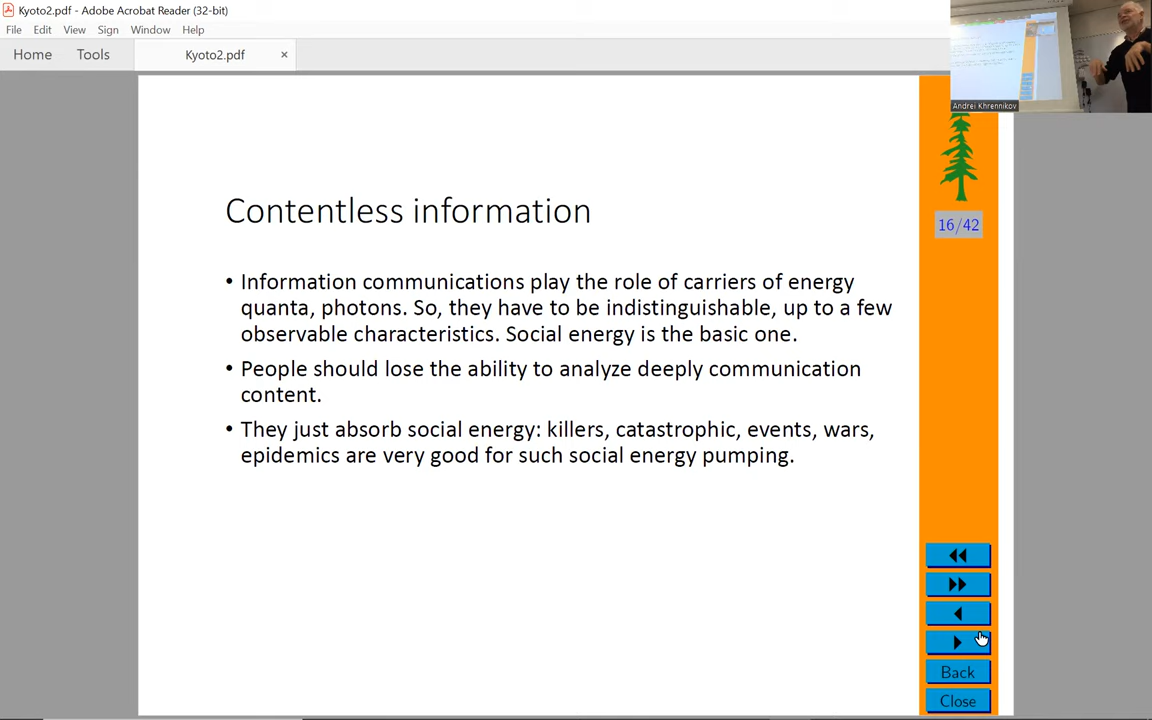 Kyoto2.pdf - Adobe Acrobat Reader (32-bit)
File Edit View Sign Window Help
Home Tools Kyoto2.pdf ×
Andrei Khrennikov
16/42
Contentless information
• Information communications play the role of carriers of energy
quanta, photons. So, they have to be indistinguishable, up to a few
observable characteristics. Social energy is the basic one.
• People should lose the ability to analyze deeply communication
content.
• They just absorb social energy: killers, catastrophic, events, wars,
epidemics are very good for such social energy pumping.
Back
Close